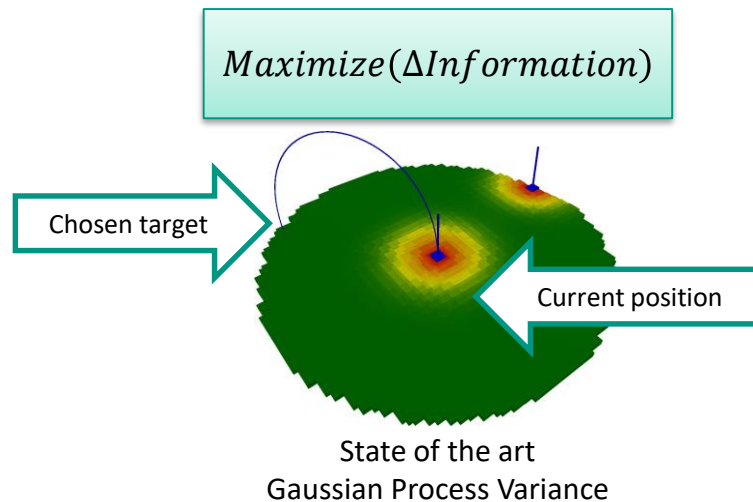 Maximize(ΔInformation)
Chosen target
Current position
State of the art
Gaussian Process Variance